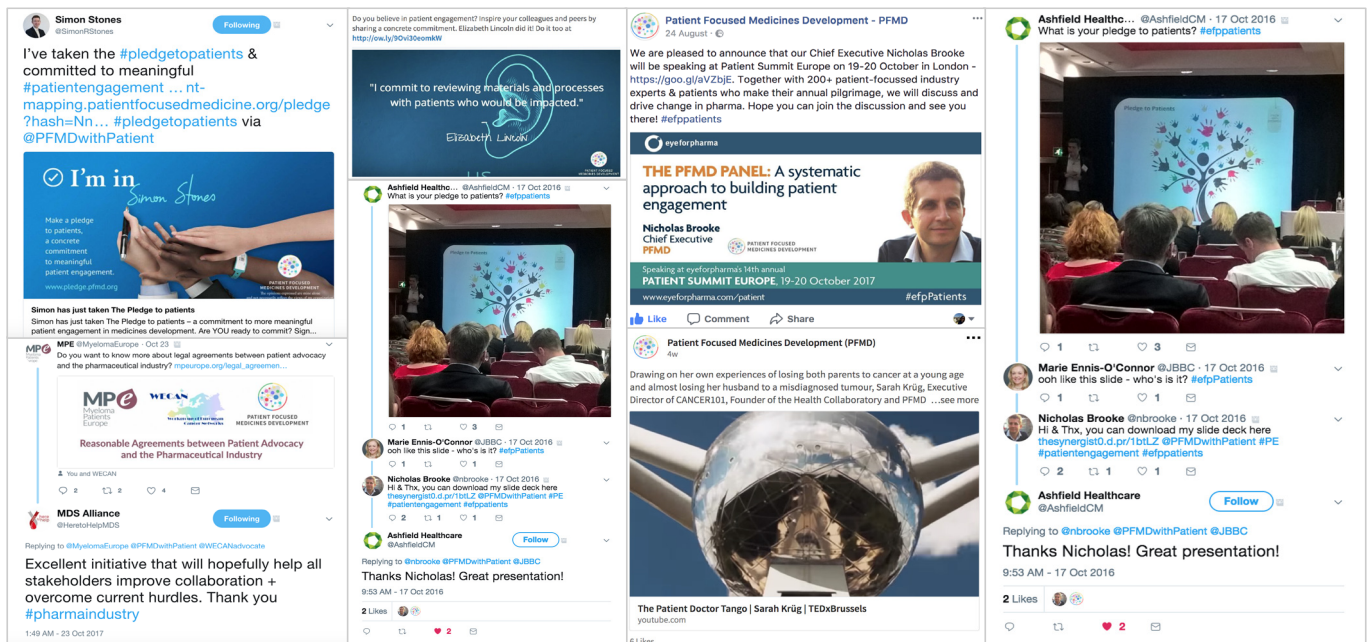 Simon Stones
@SimonRStones
Following
I've taken the #pledgetopatients &
committed to meaningful
#patientengagement … nt-
mapping.patientfocusedmedicine.org/pledge
?hash=Nn… #pledgetopatients via
@PFMDwithPatient
I'm in
Simon Stones
Make a pledge
to patients,
a concrete
commitment
to meaningful
patient engagement.
www.pledge.pfmd.org
PATIENT FOCUSED
MEDICINES DEVELOPMENT
Simon has just taken The Pledge to patients
Simon has just taken The Pledge to patients – a commitment to more meaningful
patient engagement in medicines development. Are YOU ready to commit? Sign...
MPE @MyelomaEurope · Oct 23
Do you want to know more about legal agreements between patient advocacy
and the pharmaceutical industry? mpeurope.org/legal_agreemen…
MPe
Myeloma
Patients
Europe
WECAN
PATIENT FOCUSED
MEDICINES DEVELOPMENT
Reasonable Agreements between Patient Advocacy
and the Pharmaceutical Industry
You and WECAN
2 2 4
MDS Alliance
@HeretoHelpMDS
Following
Replying to @MyelomaEurope @PFMDwithPatient @WECANadvocate
Excellent initiative that will hopefully help all
stakeholders improve collaboration +
overcome current hurdles. Thank you
#pharmaindustry
1:49 AM - 23 Oct 2017
Do you believe in patient engagement? Inspire your colleagues and peers by
sharing a concrete commitment. Elizabeth Lincoln did it! Do it too at
http://ow.ly/9Ovi30eomkW
"I commit to reviewing materials and processes
with patients who would be impacted."
Elizabeth Lincoln
US
Ashfield Healthc... @AshfieldCM · 17 Oct 2016
What is your pledge to patients? #efppatients
Pledge to Patients
1 3
Marie Ennis-O'Connor @JBBC · 17 Oct 2016
ooh like this slide - who's is it? #efpPatients
1 1
Nicholas Brooke @nbrooke · 17 Oct 2016
Hi & Thx, you can download my slide deck here
thesynergist0.d.pr/1btLZ @PFMDwithPatient #PE
#patientengagement #efppatients
2 1 1
Ashfield Healthcare
@AshfieldCM
Follow
Replying to @nbrooke @PFMDwithPatient @JBBC
Thanks Nicholas! Great presentation!
9:53 AM - 17 Oct 2016
2 Likes
2
Patient Focused Medicines Development - PFMD
24 August ·
We are pleased to announce that our Chief Executive Nicholas Brooke
will be speaking at Patient Summit Europe on 19-20 October in London -
https://goo.gl/aVZbjE. Together with 200+ patient-focussed industry
experts & patients who make their annual pilgrimage, we will discuss and
drive change in pharma. Hope you can join the discussion and see you
there! #efppatients
eyeforpharma
THE PFMD PANEL: A systematic
approach to building patient
engagement
Nicholas Brooke
Chief Executive
PFMD
PATIENT FOCUSED
MEDICINES DEVELOPMENT
Speaking at eyeforpharma's 14th annual
PATIENT SUMMIT EUROPE, 19-20 October 2017
www.eyeforpharma.com/patient #efpPatients
Like Comment Share
Patient Focused Medicines Development (PFMD)
4w
Drawing on her own experiences of losing both parents to cancer at a young age
and almost losing her husband to a misdiagnosed tumour, Sarah Krüg, Executive
Director of CANCER101, Founder of the Health Collaboratory and PFMD ...see more
The Patient Doctor Tango | Sarah Krüg | TEDxBrussels
youtube.com
6 Likes
Ashfield Healthc... @AshfieldCM · 17 Oct 2016
What is your pledge to patients? #efppatients
Pledge to Patients
1 3
Marie Ennis-O'Connor @JBBC · 17 Oct 2016
ooh like this slide - who's is it? #efpPatients
1 1
Nicholas Brooke @nbrooke · 17 Oct 2016
Hi & Thx, you can download my slide deck here
thesynergist0.d.pr/1btLZ @PFMDwithPatient #PE
#patientengagement #efppatients
2 1 1
Ashfield Healthcare
@AshfieldCM
Follow
Replying to @nbrooke @PFMDwithPatient @JBBC
Thanks Nicholas! Great presentation!
9:53 AM - 17 Oct 2016
2 Likes
2